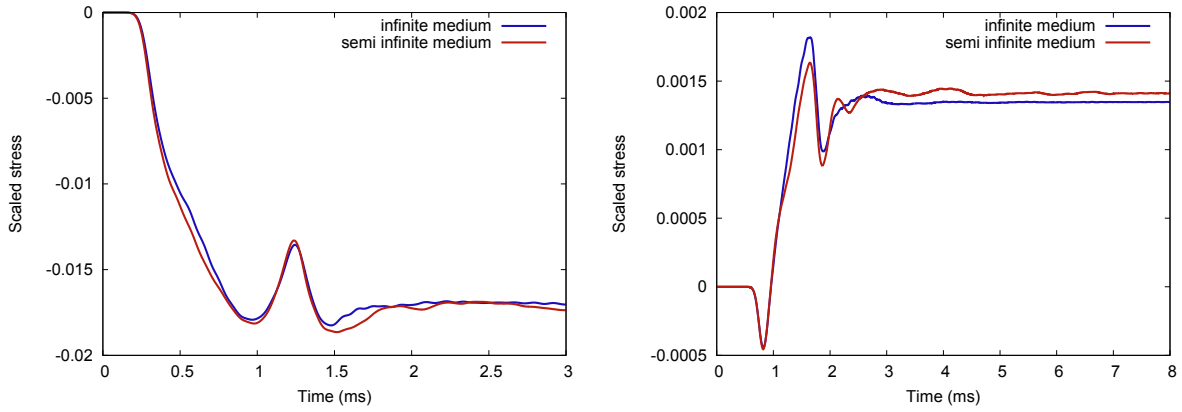 0
-0.005
-0.01
-0.015
-0.02
Scaled stress
0 0.5 1 1.5 2 2.5 3
Time (ms)
infinite medium
semi infinite medium
0.002
0.0015
0.001
0.0005
0
-0.0005
Scaled stress
0 1 2 3 4 5 6 7 8
Time (ms)
infinite medium
semi infinite medium